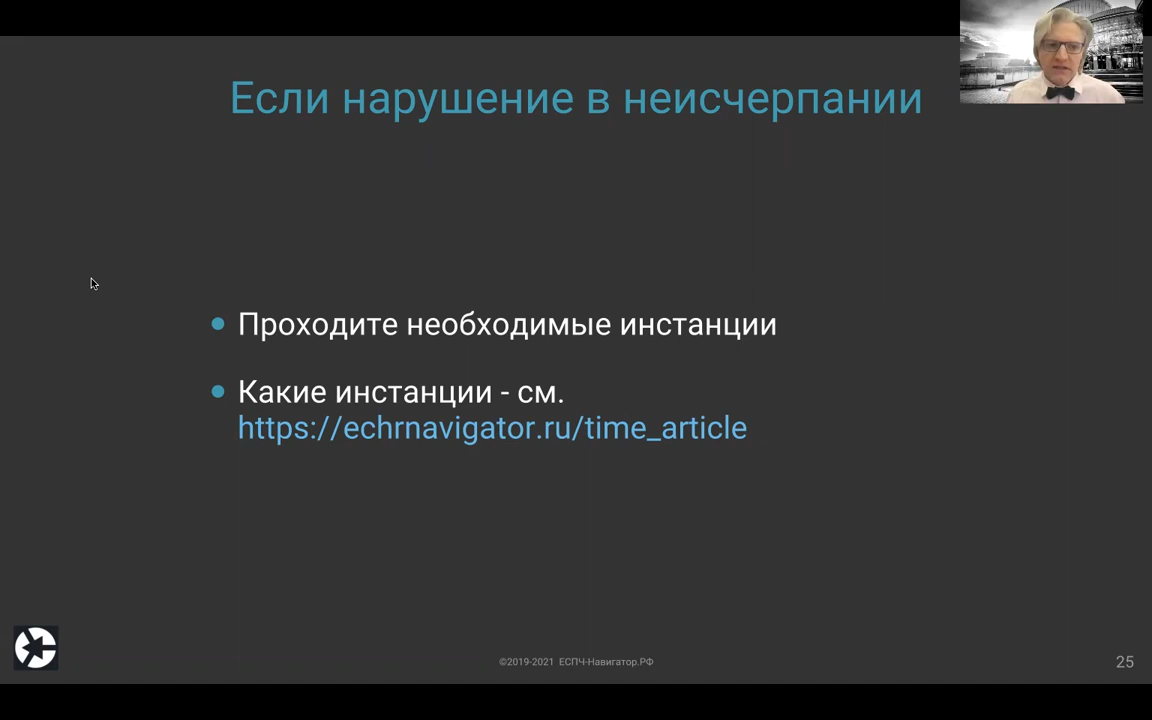 Если нарушение в неисчерпании
Проходите необходимые инстанции
Какие инстанции - см.
https://echrnavigator.ru/time_article
©2019-2021 ЕСПЧ-Навигатор.РФ
25